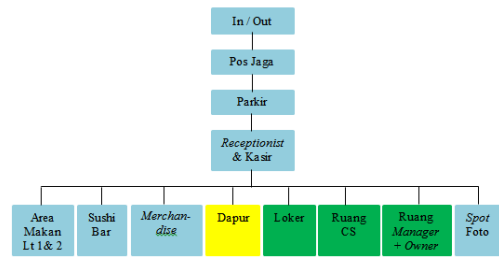 In / Out
Pos Jaga
Parkir
Receptionist
& Kasir
Area
Makan
Lt 1& 2
Sushi
Bar
Merchan-
dise
Dapur
Loker
Ruang
CS
Ruang
Manager
+ Owner
Spot
Foto